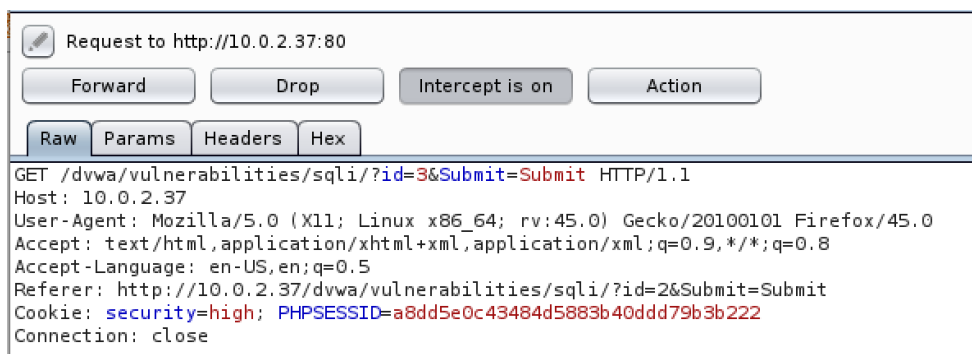 Request to http://10.0.2.37:80
Forward Drop Intercept is on Action
Raw Params Headers Hex
GET /dvwa/vulnerabilities/sqli/?id=3&Submit=Submit HTTP/1.1
Host: 10.0.2.37
User-Agent: Mozilla/5.0 (X11; Linux x86_64; rv:45.0) Gecko/20100101 Firefox/45.0
Accept: text/html,application/xhtml+xml,application/xml;q=0.9,*/*;q=0.8
Accept-Language: en-US,en;q=0.5
Referer: http://10.0.2.37/dvwa/vulnerabilities/sqli/?id=2&Submit=Submit
Cookie: security=high; PHPSESSID=a8dd5e0c43484d5883b40ddd79b3b222
Connection: close